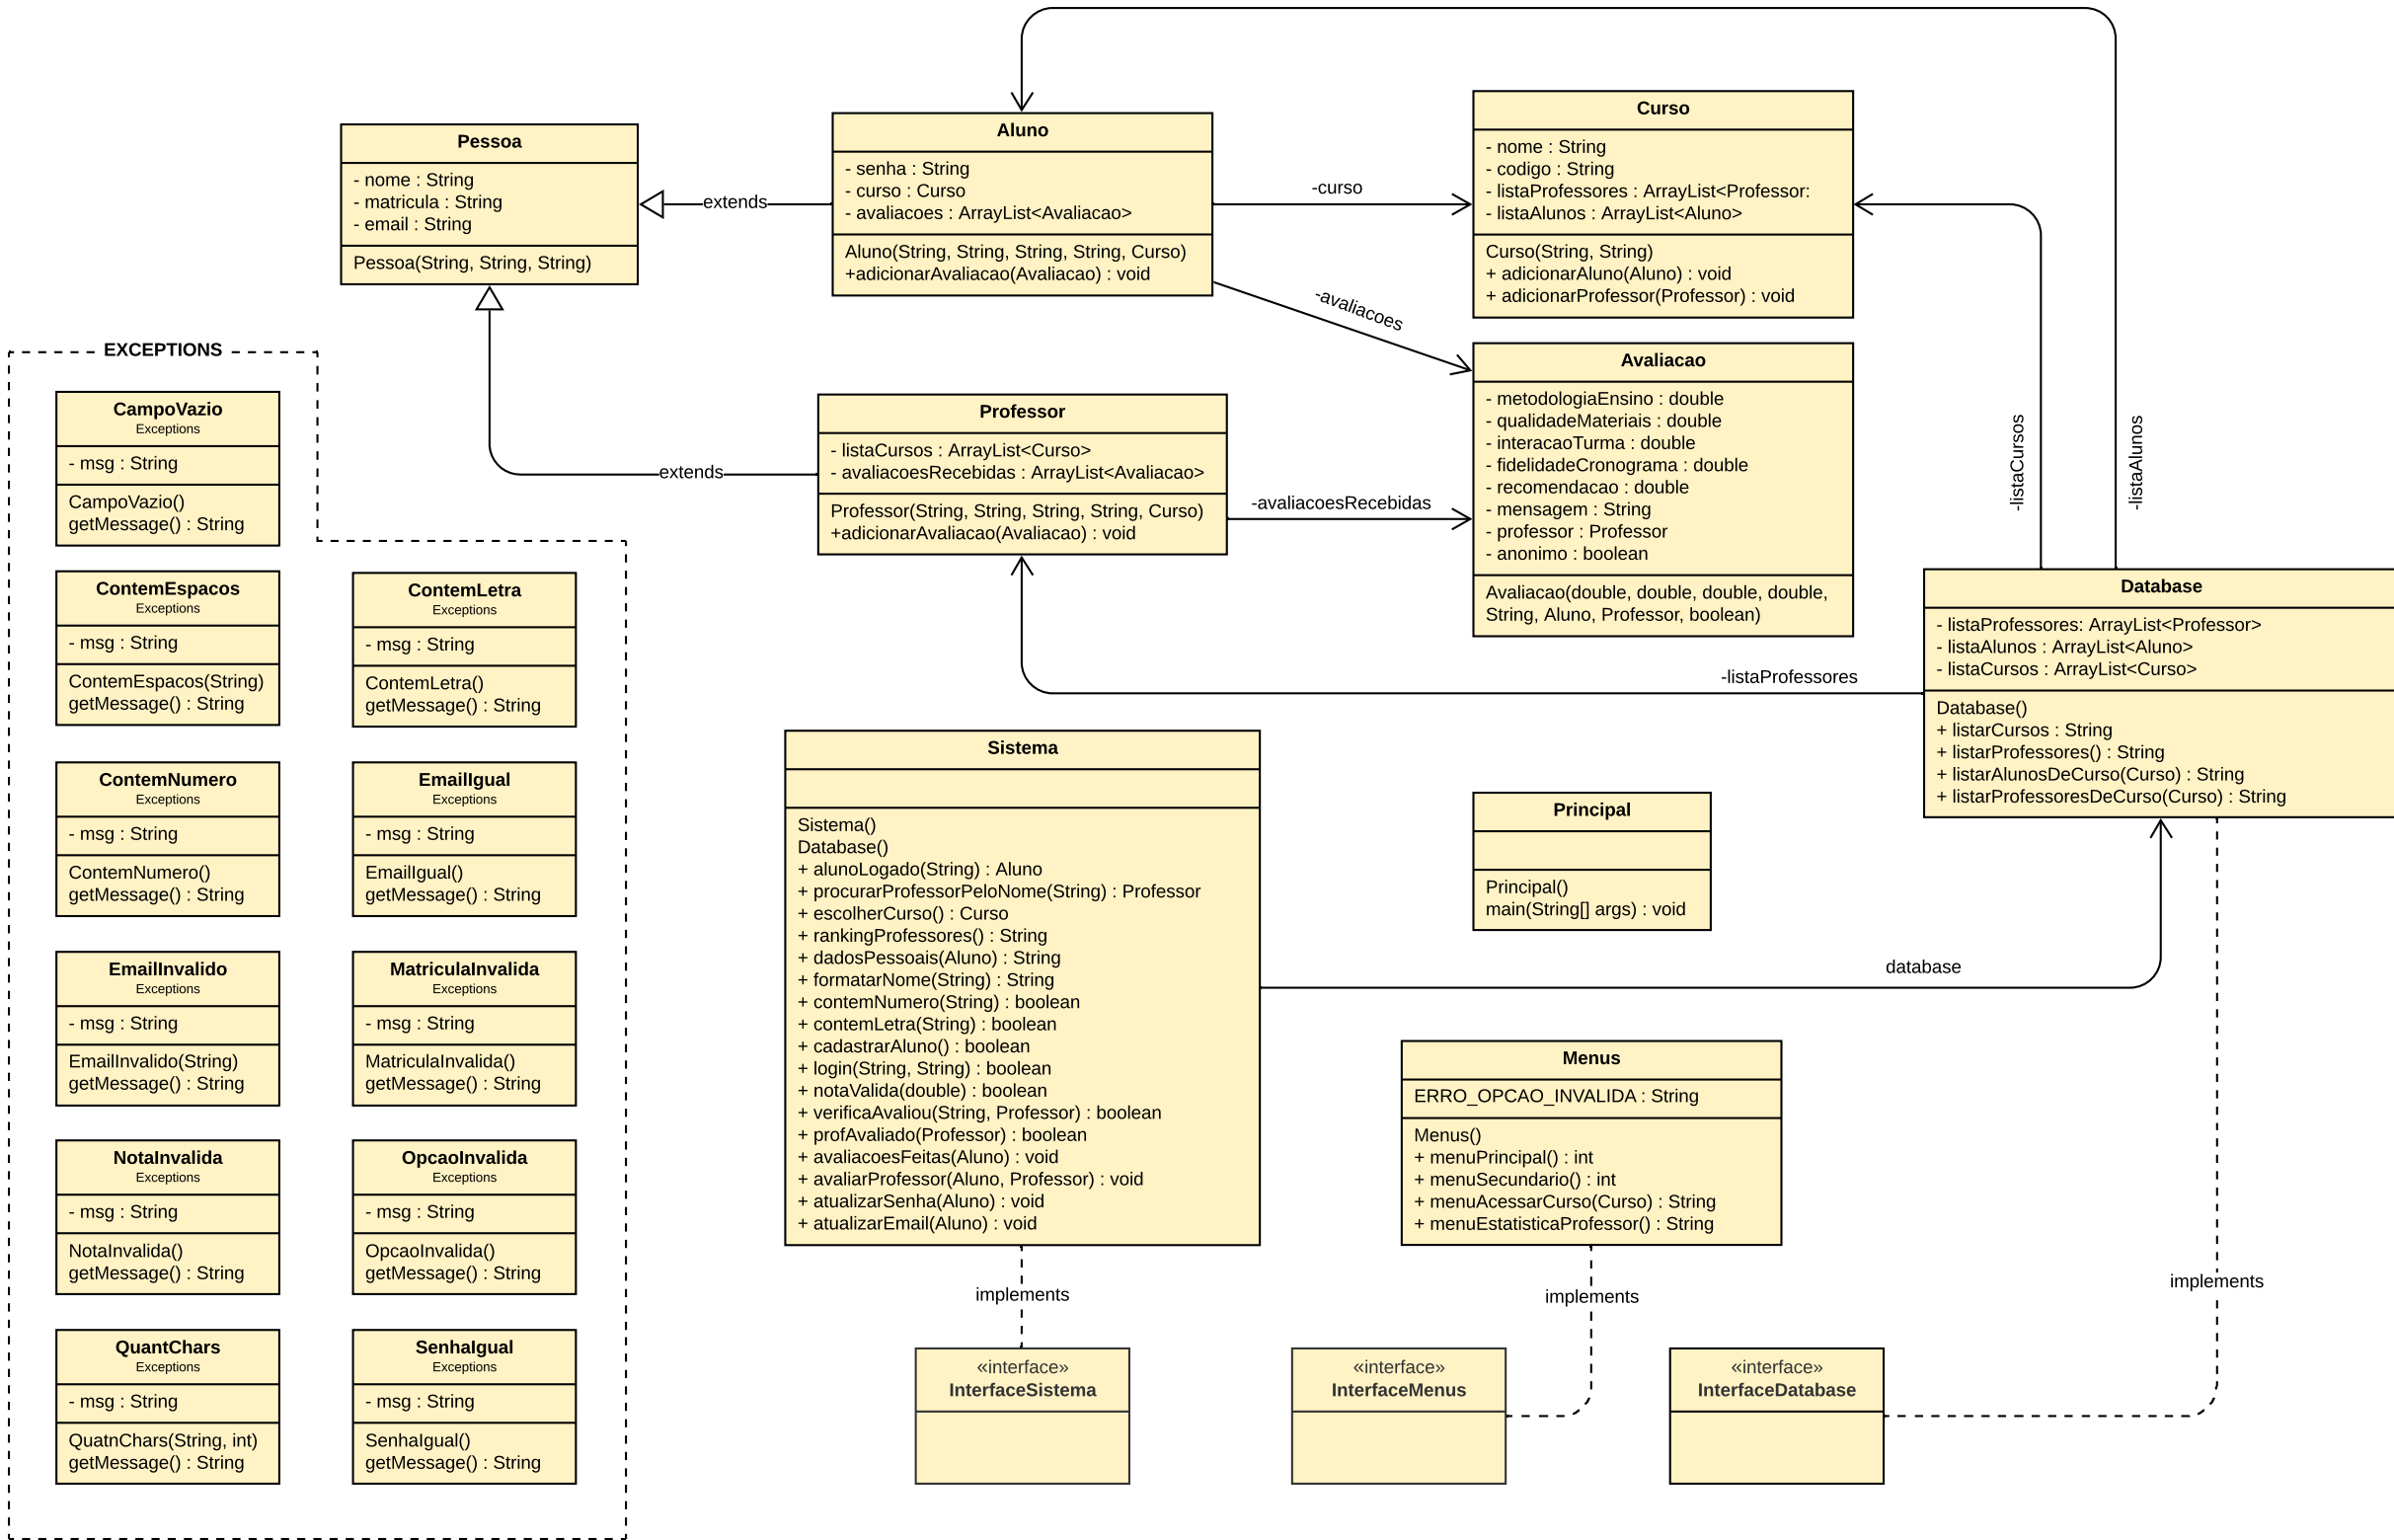 Pessoa
- nome : String
- matricula : String
- email : String
Pessoa(String, String, String)
extends
Aluno
- senha : String
- curso : Curso
- avaliacoes : ArrayList<Avaliacao>
Aluno(String, String, String, String, Curso)
+adicionarAvaliacao(Avaliacao) : void
-curso
-avaliacoes
Curso
- nome : String
- codigo : String
- listaProfessores : ArrayList<Professor:
- listaAlunos : ArrayList<Aluno>
Curso(String, String)
+ adicionarAluno(Aluno) : void
+ adicionarProfessor(Professor) : void
extends
Professor
- listaCursos : ArrayList<Curso>
- avaliacoesRecebidas : ArrayList<Avaliacao>
Professor(String, String, String, String, Curso)
+adicionarAvaliacao(Avaliacao) : void
-avaliacoesRecebidas
Avaliacao
- metodologiaEnsino : double
- qualidadeMateriais : double
- interacaoTurma : double
- fidelidadeCronograma : double
- recomendacao : double
- mensagem : String
- professor : Professor
- anonimo : boolean
Avaliacao(double, double, double, double,
String, Aluno, Professor, boolean)
-listaCursos
-listaAlunos
-listaProfessores
Database
- listaProfessores: ArrayList<Professor>
- listaAlunos : ArrayList<Aluno>
- listaCursos : ArrayList<Curso>
Database()
+ listarCursos : String
+ listarProfessores() : String
+ listarAlunosDeCurso(Curso) : String
+ listarProfessoresDeCurso(Curso) : String
EXCEPTIONS
CampoVazio
Exceptions
- msg : String
CampoVazio()
getMessage() : String
ContemEspacos
Exceptions
- msg : String
ContemEspacos(String)
getMessage() : String
ContemLetra
Exceptions
- msg : String
ContemLetra()
getMessage() : String
ContemNumero
Exceptions
- msg : String
ContemNumero()
getMessage() : String
EmailIgual
Exceptions
- msg : String
EmailIgual()
getMessage() : String
EmailInvalido
Exceptions
- msg : String
EmailInvalido(String)
getMessage() : String
MatriculaInvalida
Exceptions
- msg : String
MatriculaInvalida()
getMessage() : String
NotaInvalida
Exceptions
- msg : String
NotaInvalida()
getMessage() : String
OpcaoInvalida
Exceptions
- msg : String
OpcaoInvalida()
getMessage() : String
QuantChars
Exceptions
- msg : String
QuatnChars(String, int)
getMessage() : String
SenhaIgual
Exceptions
- msg : String
SenhaIgual()
getMessage() : String
Sistema
Sistema()
Database()
+ alunoLogado(String) : Aluno
+ procurarProfessorPeloNome(String) : Professor
+ escolherCurso() : Curso
+ rankingProfessores() : String
+ dadosPessoais(Aluno) : String
+ formatarNome(String) : String
+ contemNumero(String) : boolean
+ contemLetra(String) : boolean
+ cadastrarAluno() : boolean
+ login(String, String) : boolean
+ notaValida(double) : boolean
+ verificaAvaliou(String, Professor) : boolean
+ profAvaliado(Professor) : boolean
+ avaliacoesFeitas(Aluno) : void
+ avaliarProfessor(Aluno, Professor) : void
+ atualizarSenha(Aluno) : void
+ atualizarEmail(Aluno) : void
Principal
Principal()
main(String[] args) : void
database
Menus
ERRO_OPCAO_INVALIDA : String
Menus()
+ menuPrincipal() : int
+ menuSecundario() : int
+ menuAcessarCurso(Curso) : String
+ menuEstatisticaProfessor() : String
implements
implements
implements
«interface»
InterfaceSistema
«interface»
InterfaceMenus
«interface»
InterfaceDatabase